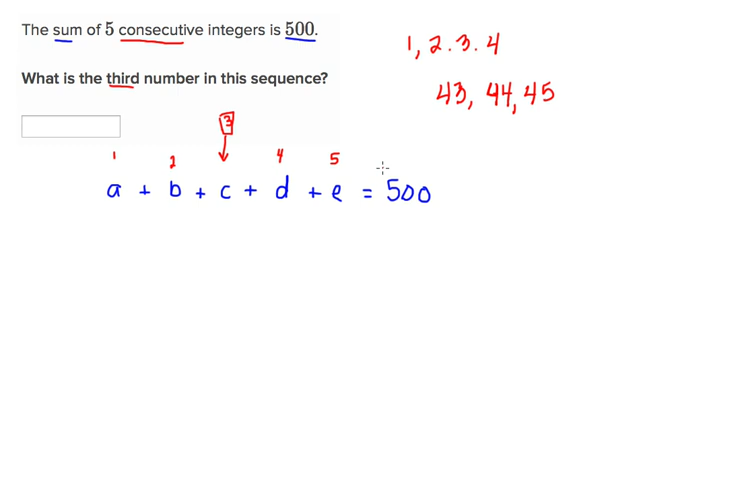 The sum of 5 consecutive integers is 500.
1, 2. 3. 4
What is the third number in this sequence?
43, 44, 45
3
1 2 4 5
a + b + c + d + e = 500